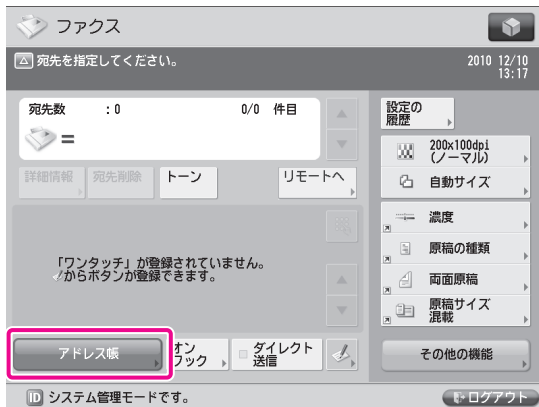 ファクス
宛先を指定してください。
2010 12/10
13:17
宛先数 :0 0/0 件目
=
詳細情報
宛先削除
トーン
リモートへ
「ワンタッチ」が登録されていません。
からボタンが登録できます。
アドレス帳
オン
フック
ダイレクト
送信
設定の
履歴
200x100dpi
(ノーマル)
自動サイズ
濃度
原稿の種類
両面原稿
原稿サイズ
混載
その他の機能
ID システム管理モードです。
ログアウト